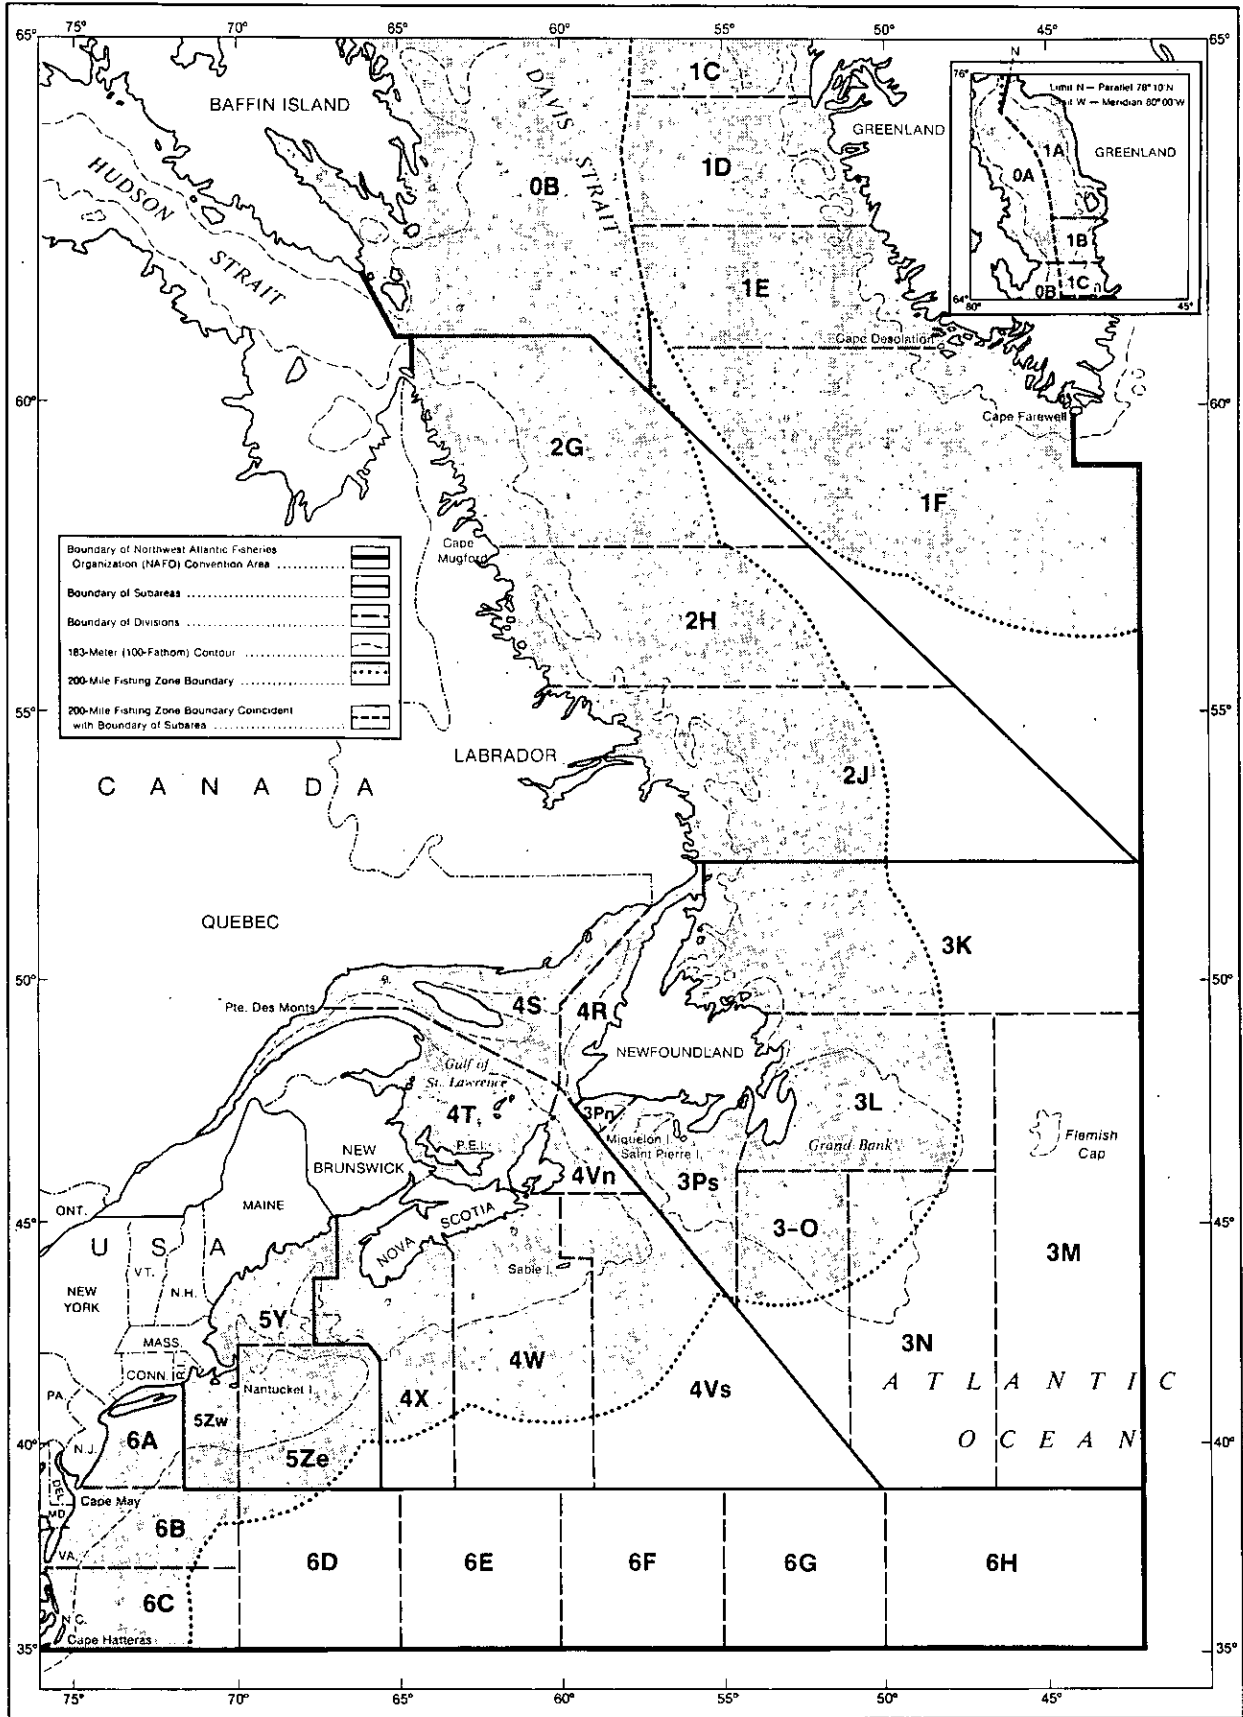 75° 70° 65° 60° 55° 50° 45°
65° 65°
N
76°
Limit N — Parallel 78°10'N
Limit W — Meridian 80°00'W
1A
GREENLAND
0A
1B
1C
0B
64°
80° 45°
BAFFIN ISLAND
DAVIS STRAIT
1C
GREENLAND
HUDSON STRAIT
0B
1D
1E
Cape Desolation
60° 60°
Cape Farewell
2G
1F
Cape
Mugford
Boundary of Northwest Atlantic Fisheries
Organization (NAFO) Convention Area
Boundary of Subareas
Boundary of Divisions
183-Meter (100-Fathom) Contour
200-Mile Fishing Zone Boundary
200-Mile Fishing Zone Boundary Coincident
with Boundary of Subarea
2H
55° 55°
LABRADOR
CANADA
2J
QUEBEC
3K
50° 50°
Pte. Des Monts
4S
4R
NEWFOUNDLAND
Gulf of
St. Lawrence
4T
3Pn
3L
Miquelon I.
Saint Pierre I.
Grand Bank
Flemish
Cap
P.E.I.
NEW
BRUNSWICK
4Vn
3Ps
ONT.
MAINE
45° 45°
NOVA SCOTIA
3-O
3M
USA
VT.
N.H.
NEW
YORK
Sable I.
5Y
MASS.
3N
4W
CONN.
R.I.
Nantucket I.
4X
4Vs
ATLANTIC
OCEAN
PA.
5Zw
N.J.
6A
5Ze
40° 40°
DEL.
Cape May
MD.
6B
VA.
6D 6E 6F 6G 6H
6C
N.C.
Cape Hatteras
35° 35°
75° 70° 65° 60° 55° 50° 45°